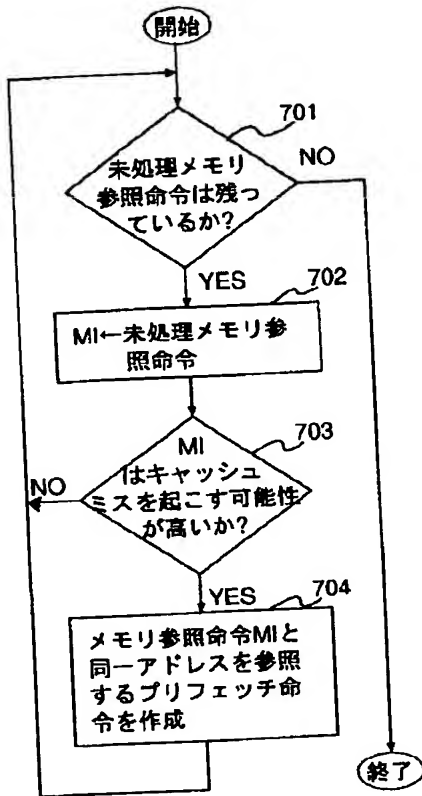 開始
701
未処理メモリ
参照命令は残っ
ているか?
NO
YES
702
MI←未処理メモリ参
照命令
703
MI
はキャッシュ
ミスを起こす可能性
が高いか?
NO
YES
704
メモリ参照命令MIと
同一アドレスを参照
するプリフェッチ命
令を作成
終了